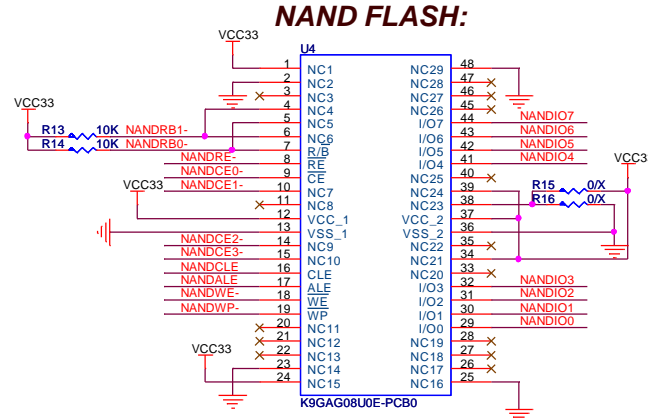 NAND FLASH:
VCC33
U4
1 NC1 NC29 48
2 NC2 NC28 47
3 NC3 NC27 46
4 NC4 NC26 45
5 NC5 I/O7 44 NANDIO7
VCC33
R13 10K NANDRB1- 6 NC6 I/O6 43 NANDIO6
R14 10K NANDRB0- 7 R/B I/O5 42 NANDIO5
NANDRE- 8 RE I/O4 41 NANDIO4
NANDCE0- 9 CE NC25 40
NANDCE1- 10 NC7 NC24 39
VCC3
R15 0/X
R16 0/X
VCC33
11 NC8 NC23 38
12 VCC_1 VCC_2 37
13 VSS_1 VSS_2 36
NANDCE2- 14 NC9 NC22 35
NANDCE3- 15 NC10 NC21 34
NANDCLE 16 CLE NC20 33
NANDALE 17 ALE I/O3 32 NANDIO3
NANDWE- 18 WE I/O2 31 NANDIO2
NANDWP- 19 WP I/O1 30 NANDIO1
20 NC11 I/O0 29 NANDIO0
21 NC12 NC19 28
22 NC13 NC18 27
VCC33
23 NC14 NC17 26
24 NC15 NC16 25
K9GAG08U0E-PCB0